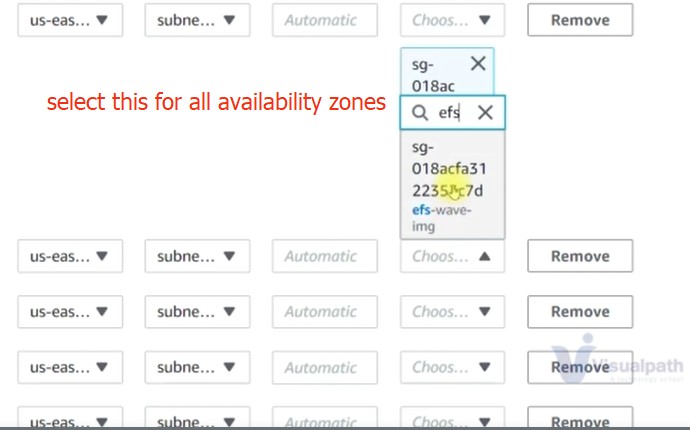 us-eas... subne... Automatic Choos... Remove
sg-
018ac
select this for all availability zones
efs
sg-
018acfa31
c7d
efs-wave-
img
us-eas... subne... Automatic Choos... Remove
us-eas... subne... Automatic Choos... Remove
us-eas... subne... Automatic Choos... Remove
Visualpath
us-eas... subne... Automatic Choos... Remove